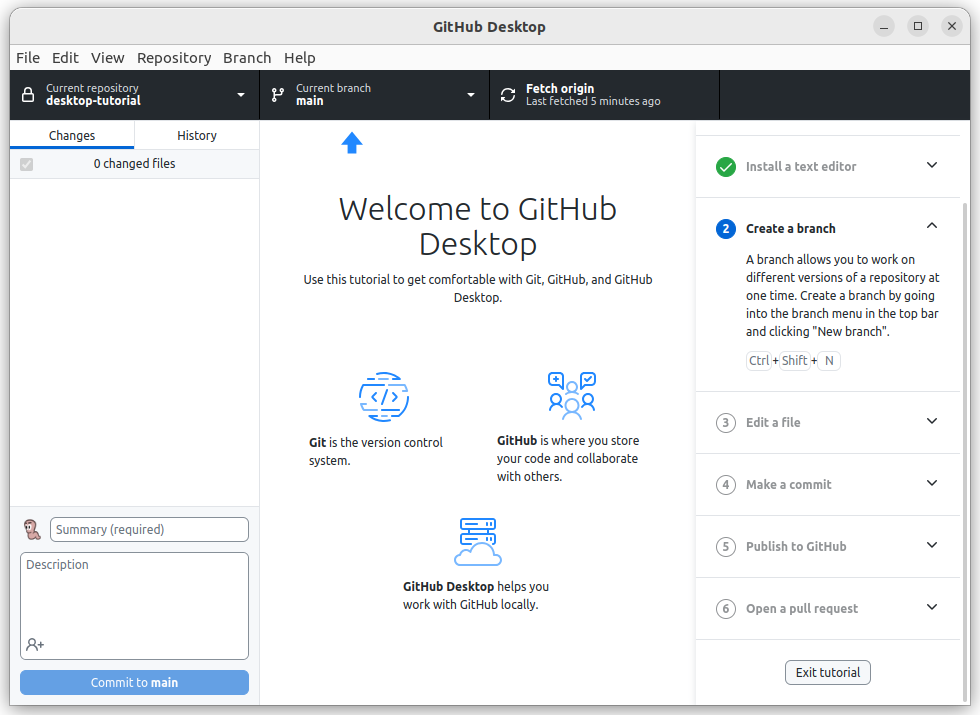 GitHub Desktop
File Edit View Repository Branch Help
Current repository
desktop-tutorial
Current branch
main
Fetch origin
Last fetched 5 minutes ago
Changes
History
0 changed files
Summary (required)
Description
Commit to main
Welcome to GitHub
Desktop
Use this tutorial to get comfortable with Git, GitHub, and GitHub
Desktop.
Git is the version control
system.
GitHub is where you store
your code and collaborate
with others.
GitHub Desktop helps you
work with GitHub locally.
Install a text editor
2 Create a branch
A branch allows you to work on
different versions of a repository at
one time. Create a branch by going
into the branch menu in the top bar
and clicking "New branch".
Ctrl + Shift + N
3 Edit a file
4 Make a commit
5 Publish to GitHub
6 Open a pull request
Exit tutorial